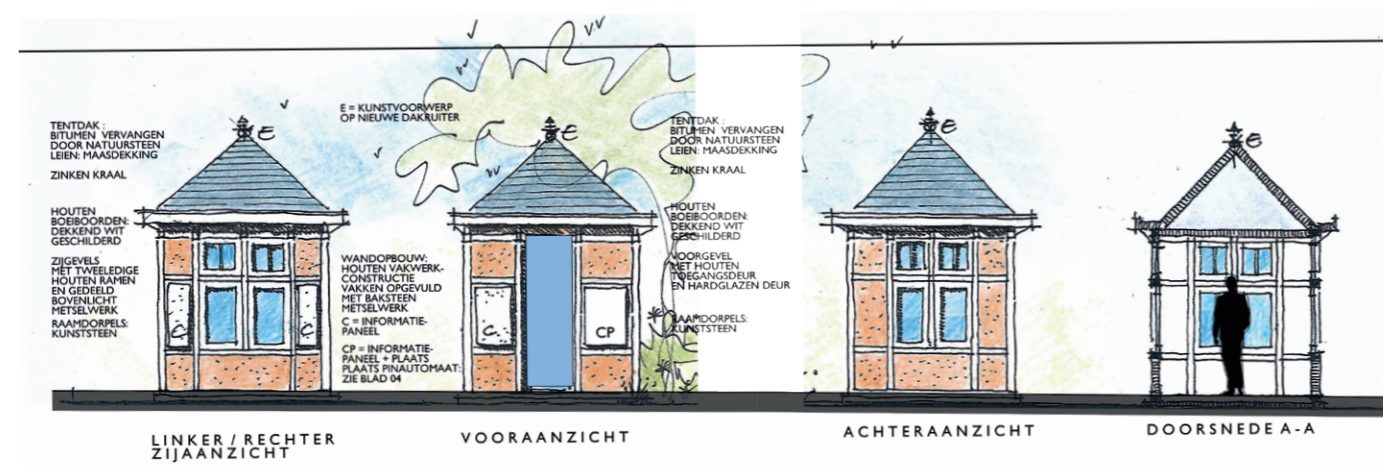 TENTDAK :
BITUMEN VERVANGEN
DOOR NATUURSTEEN
LEIEN: MAASDEKKING
ZINKEN KRAAL
HOUTEN
BOEIBOORDEN:
DEKKEND WIT
GESCHILDERD
ZIJGEVELS
MET TWEELEDIGE
HOUTEN RAMEN
EN GEDEELD
BOVENLICHT
METSELWERK
RAAMDORPELS:
KUNSTSTEEN
E
C
C
LINKER / RECHTER
ZIJAANZICHT
E = KUNSTVOORWERP
OP NIEUWE DAKRUITER
WANDOPBOUW:
HOUTEN VAKWERK-
CONSTRUCTIE
VAKKEN OPGEVULD
MET BAKSTEEN
METSELWERK
C = INFORMATIE-
PANEEL
CP = INFORMATIE-
PANEEL + PLAATS
PLAATS PINAUTOMAAT:
ZIE BLAD 04
E
C
CP
VOORAANZICHT
TENTDAK :
BITUMEN VERVANGEN
DOOR NATUURSTEEN
LEIEN: MAASDEKKING
ZINKEN KRAAL
HOUTEN
BOEIBOORDEN:
DEKKEND WIT
GESCHILDERD
VOORGEVEL
MET HOUTEN
TOEGANGSDEUR
EN HARDGLAZEN DEUR
RAAMDORPELS:
KUNSTSTEEN
E
ACHTERAANZICHT
E
DOORSNEDE A-A